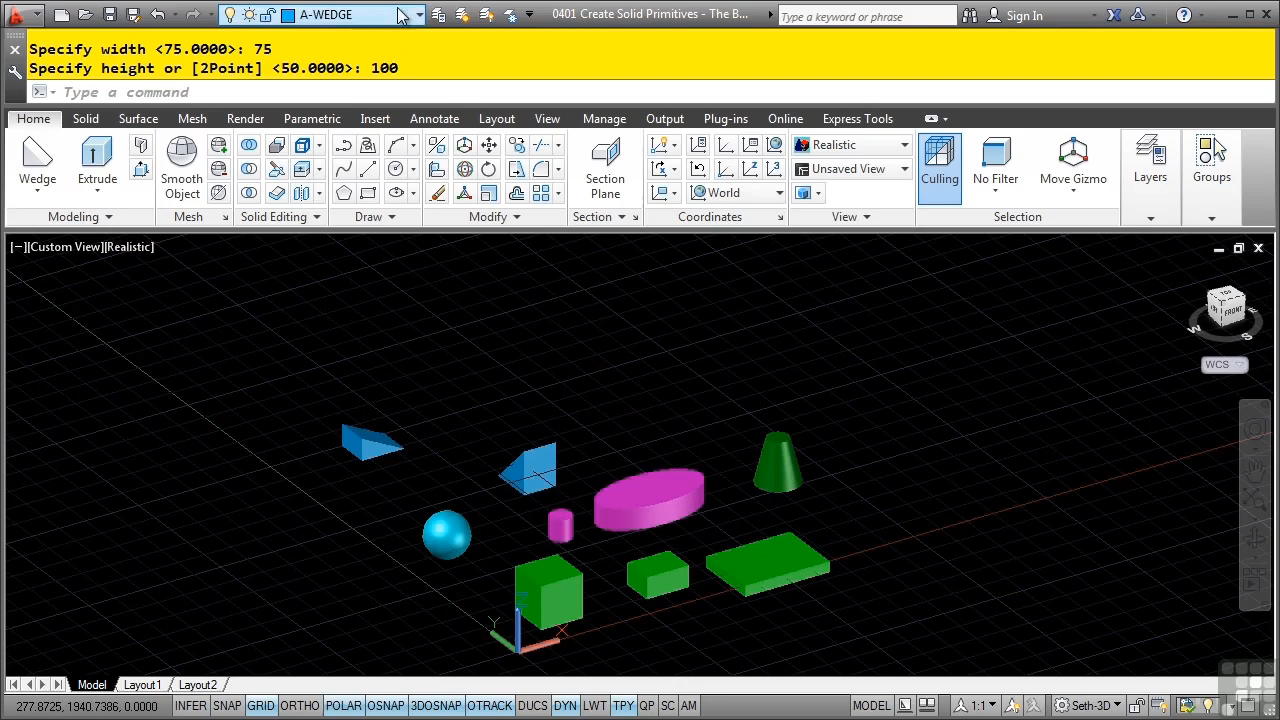 A-WEDGE
0401 Create Solid Primitives - The B...
Type a keyword or phrase
Sign In
Specify width <75.0000>: 75
Specify height or [2Point] <50.0000>: 100
Type a command
Home Solid Surface Mesh Render Parametric Insert Annotate Layout View Manage Output Plug-ins Online Express Tools
Wedge
Extrude
Smooth
Object
Section
Plane
World
Realistic
Unsaved View
Culling
No Filter
Move Gizmo
Layers
Groups
Modeling
Mesh
Solid Editing
Draw
Modify
Section
Coordinates
View
Selection
[−][Custom View][Realistic]
TOP
FRONT
W
S
E
WCS
Z
Y
X
Model Layout1 Layout2
277.8725, 1940.7386, 0.0000
INFER SNAP GRID ORTHO POLAR OSNAP 3DOSNAP OTRACK DUCS DYN LWT TPY QP SC AM
MODEL
1:1
Seth-3D